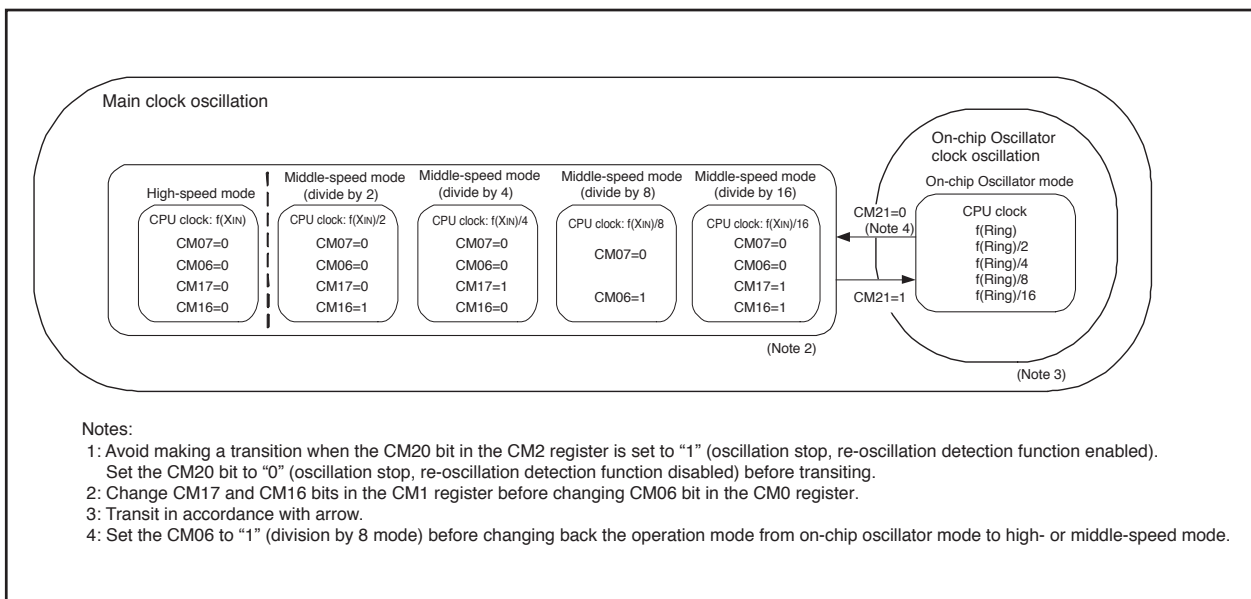 Main clock oscillation
On-chip Oscillator
clock oscillation
On-chip Oscillator mode
High-speed mode
CPU clock: f(XIN)
CM07=0
CM06=0
CM17=0
CM16=0
Middle-speed mode
(divide by 2)
CPU clock: f(XIN)/2
CM07=0
CM06=0
CM17=0
CM16=1
Middle-speed mode
(divide by 4)
CPU clock: f(XIN)/4
CM07=0
CM06=0
CM17=1
CM16=0
Middle-speed mode
(divide by 8)
CPU clock: f(XIN)/8
CM07=0
CM06=1
Middle-speed mode
(divide by 16)
CPU clock: f(XIN)/16
CM07=0
CM06=0
CM17=1
CM16=1
CM21=0
(Note 4)
CM21=1
CPU clock
f(Ring)
f(Ring)/2
f(Ring)/4
f(Ring)/8
f(Ring)/16
(Note 2)
(Note 3)
Notes:
1: Avoid making a transition when the CM20 bit in the CM2 register is set to “1” (oscillation stop, re-oscillation detection function enabled).
Set the CM20 bit to “0” (oscillation stop, re-oscillation detection function disabled) before transiting.
2: Change CM17 and CM16 bits in the CM1 register before changing CM06 bit in the CM0 register.
3: Transit in accordance with arrow.
4: Set the CM06 to “1” (division by 8 mode) before changing back the operation mode from on-chip oscillator mode to high- or middle-speed mode.